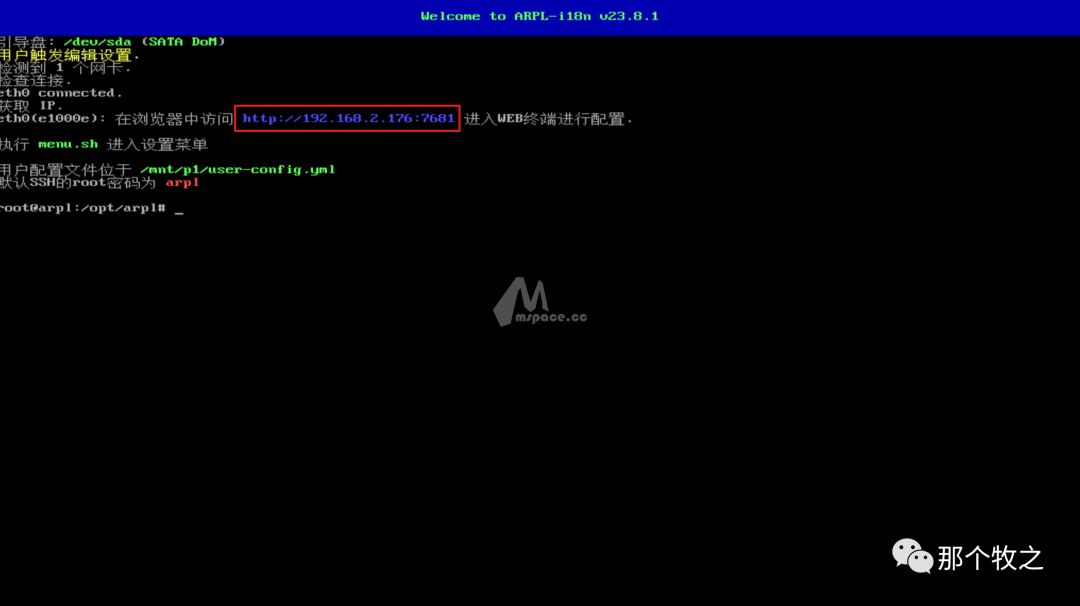 Welcome to ARPL-i18n v23.8.1
引导盘: /dev/sda (SATA DoM)
用户触发编辑设置.
检测到 1 个网卡.
检查连接.
eth0 connected.
获取 IP.
eth0(e1000e): 在浏览器中访问 http://192.168.2.176:7681 进入WEB终端进行配置.
执行 menu.sh 进入设置菜单
用户配置文件位于 /mnt/p1/user-config.yml
默认SSH的root密码为 arpl
root@arpl:/opt/arpl# _
mspace.cc
那个牧之